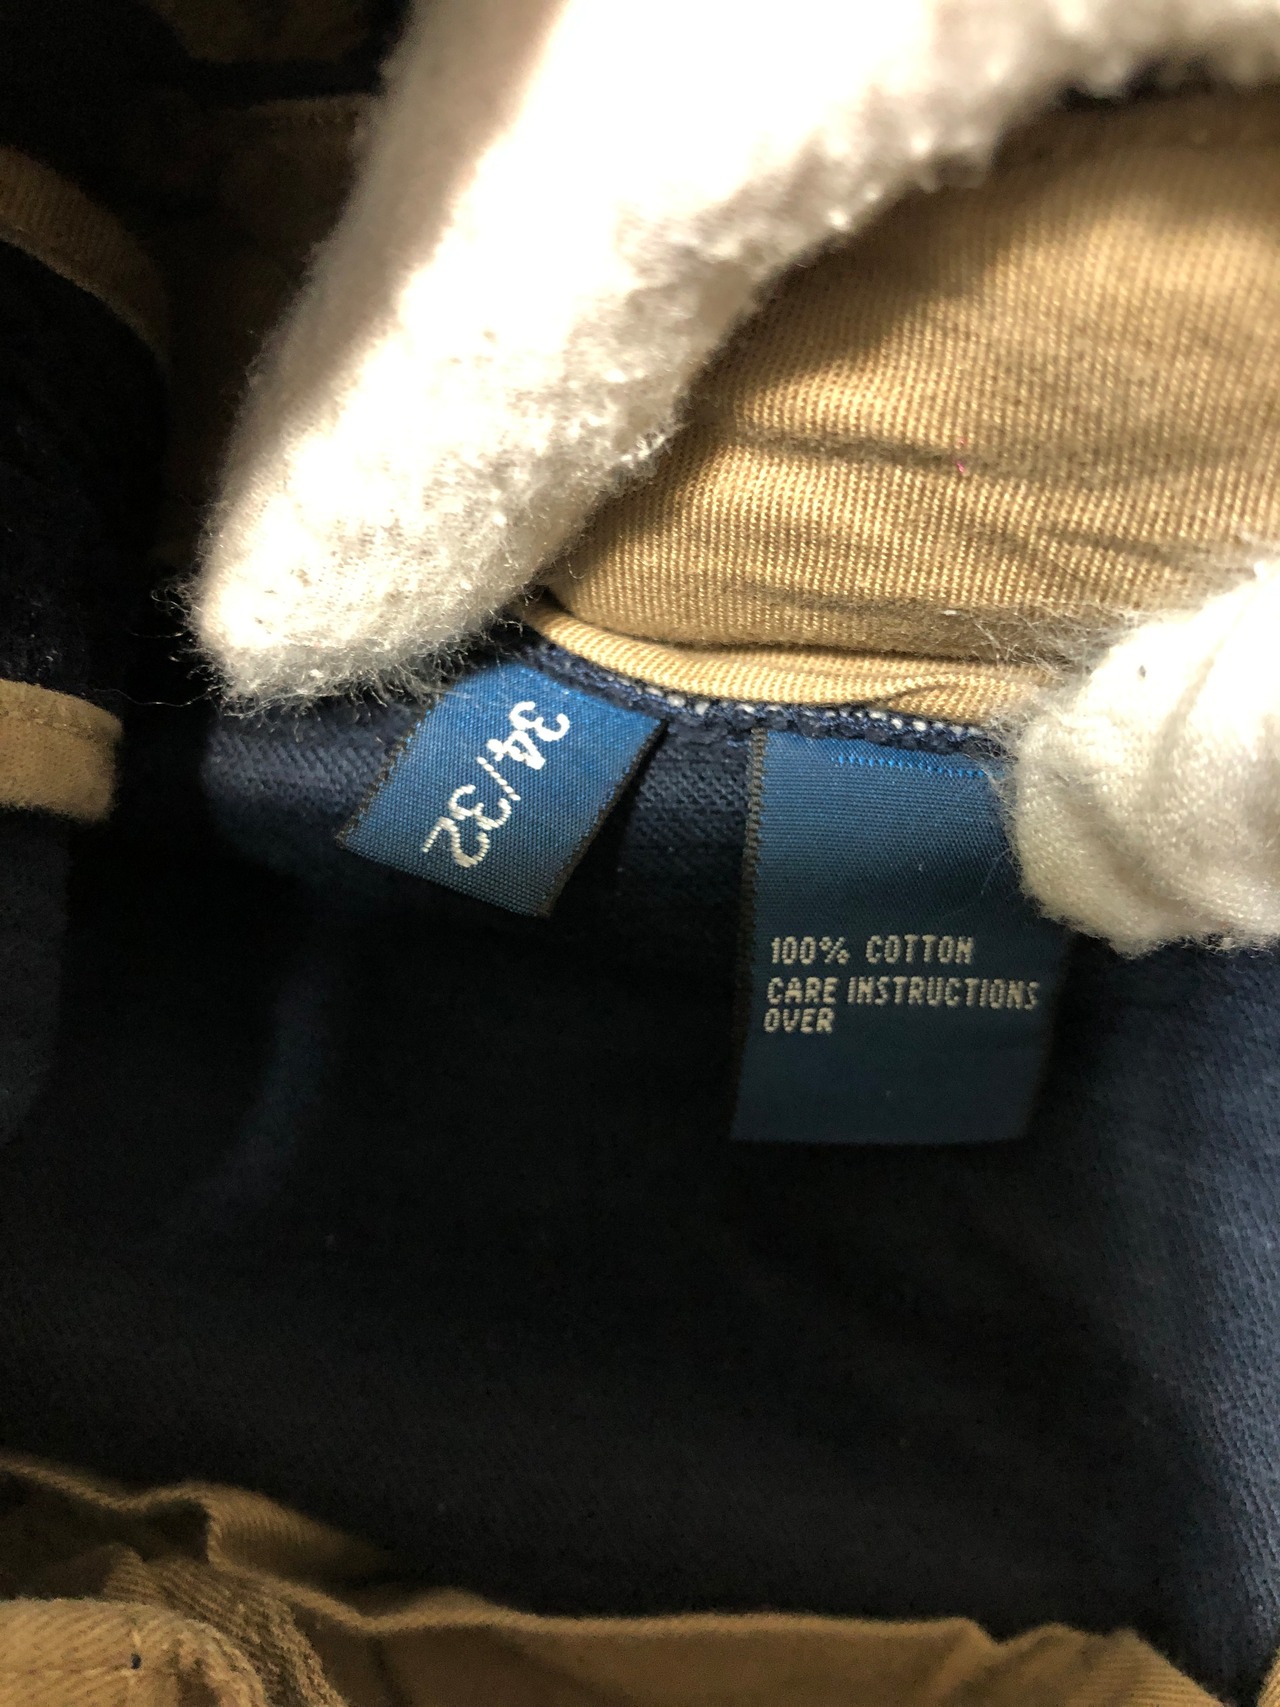 34/32
100% COTTON
CARE INSTRUCTIONS
OVER